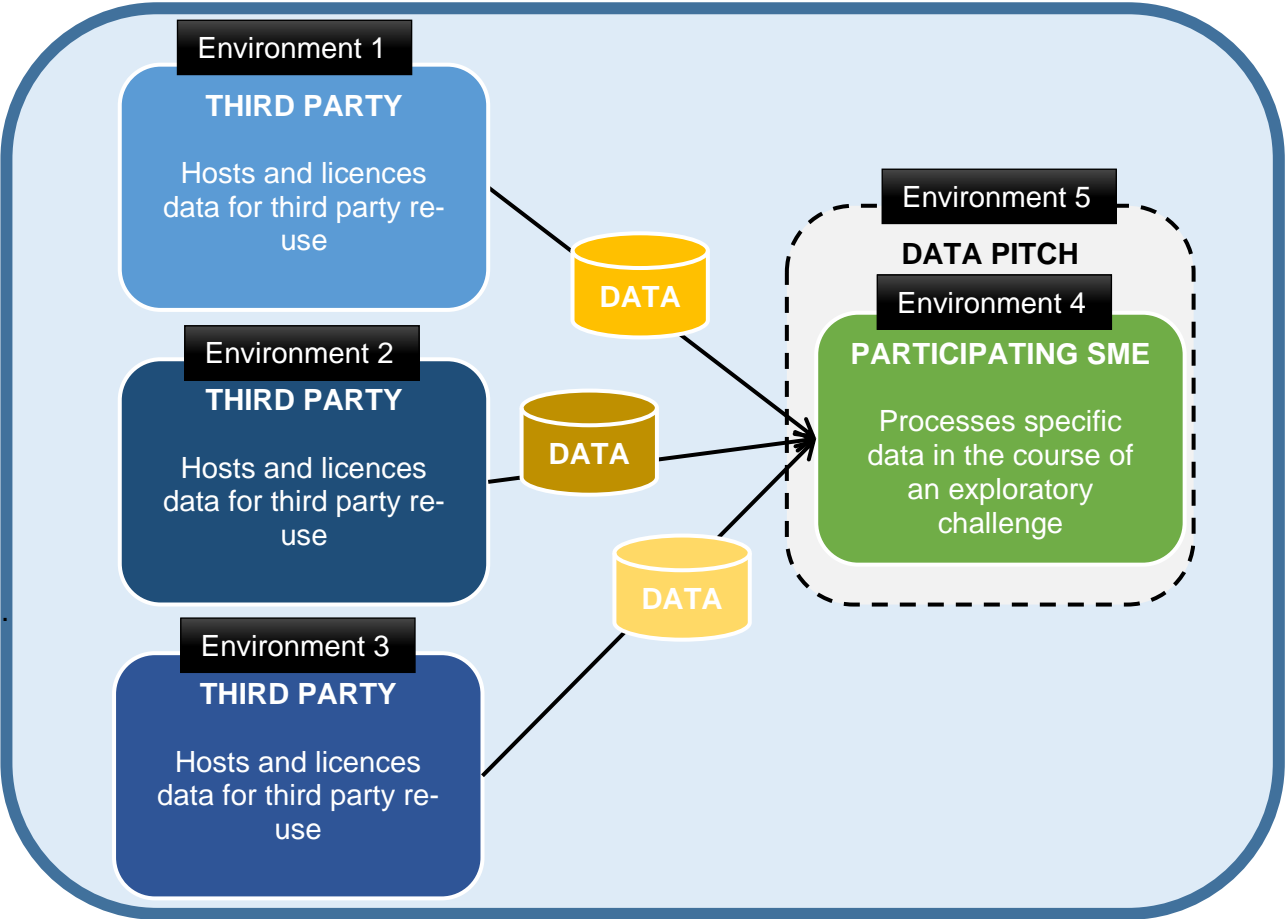 Environment 1
THIRD PARTY
Hosts and licences
data for third party re-
use
DATA
Environment 2
THIRD PARTY
Hosts and licences
data for third party re-
use
DATA
Environment 3
THIRD PARTY
Hosts and licences
data for third party re-
use
DATA
Environment 5
DATA PITCH
Environment 4
PARTICIPATING SME
Processes specific
data in the course of
an exploratory
challenge
.